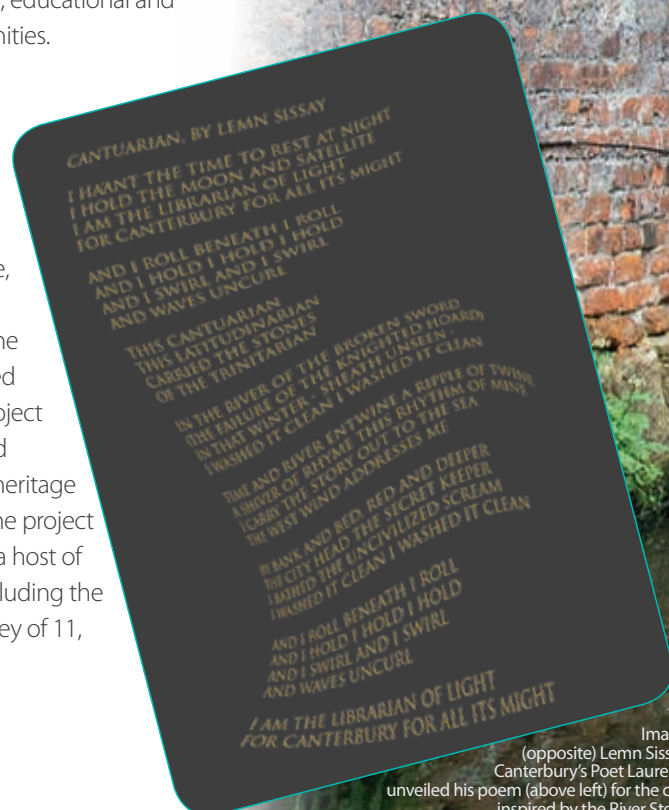 , educational and
nities.
e,
ne
ed
oject
d
heritage
ne project
a host of
luding the
ey of 11,
CANTUARIAN. BY LEMN SISSAY
I HAANT THE TIME TO REST AT NIGHT
I HOLD THE MOON AND SATELLITE
I AM THE LIBRARIAN OF LIGHT
FOR CANTERBURY FOR ALL ITS MIGHT
AND I ROLL BENEATH I ROLL
AND I HOLD I HOLD I HOLD
AND I SWIRL AND I SWIRL
AND WAVES UNCURL
THIS CANTUARIAN
THIS LATITUDINARIAN
CARRIED THE STONES
OF THE TRINITARIAN
IN THE RIVER OF THE BROKEN SWORD
(THE FAILURE OF THE KNIGHTED HOARD)
IN THAT WINTER - SHEATH UNSEEN -
I WASHED IT CLEAN I WASHED IT CLEAN
TIME AND RIVER ENTWINE A RIPPLE OF TWINE
A SHIVER OF RHYME THIS RHYTHM OF MINE
I CARRY THE STORY OUT TO THE SEA
THE WEST WIND ADDRESSES ME
BY BANK AND BED, RED AND DEEPER
THE CITY HEAD THE SECRET KEEPER
I BATHED THE UNCIVILIZED SCREAM
I WASHED IT CLEAN I WASHED IT CLEAN
AND I ROLL BENEATH I ROLL
AND I HOLD I HOLD I HOLD
AND I SWIRL AND I SWIRL
AND WAVES UNCURL
I AM THE LIBRARIAN OF LIGHT
FOR CANTERBURY FOR ALL ITS MIGHT
Ima
(opposite) Lemn Siss
Canterbury's Poet Laure
unveiled his poem (above left) for the c
inspired by the River Sto